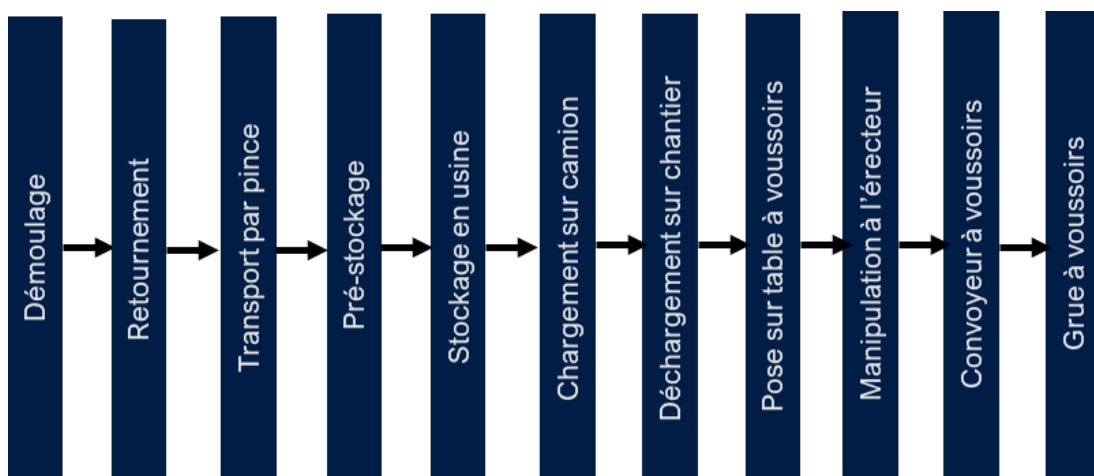 Démoulage
Retournement
Transport par pince
Pré-stockage
Stockage en usine
Chargement sur camion
Déchargement sur chantier
Pose sur table à voussoirs
Manipulation à l'érecteur
Convoyeur à voussoirs
Grue à voussoirs